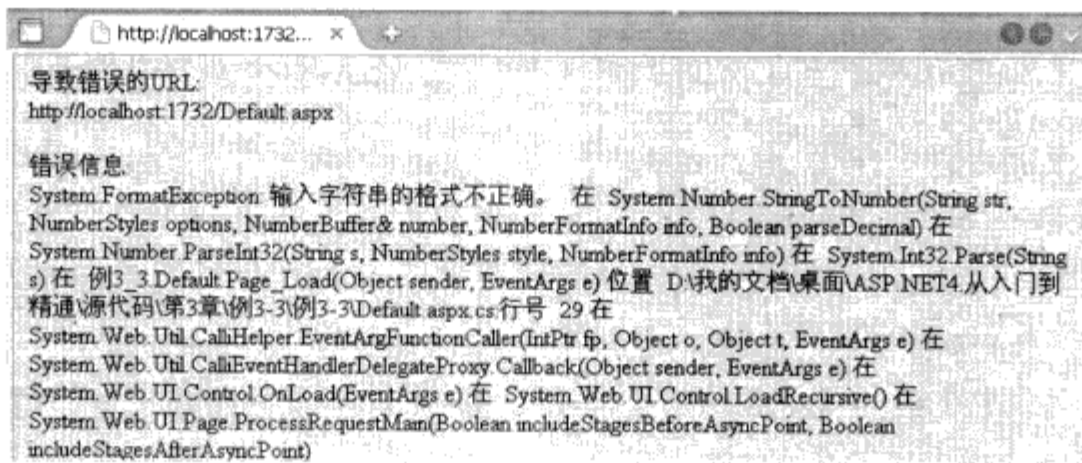 http://localhost:1732... ×
导致错误的URL:
http://localhost:1732/Default.aspx
错误信息:
System.FormatException: 输入字符串的格式不正确。 在 System.Number.StringToNumber(String str,
NumberStyles options, NumberBuffer& number, NumberFormatInfo info, Boolean parseDecimal) 在
System.Number.ParseInt32(String s, NumberStyles style, NumberFormatInfo info) 在 System.Int32.Parse(String
s) 在 例3_3.Default.Page_Load(Object sender, EventArgs e) 位置 D:\我的文档\桌面\ASP.NET4.从入门到
精通\源代码\第3章\例3-3\例3-3\Default.aspx.cs:行号 29 在
System.Web.Util.CalliHelper.EventArgFunctionCaller(IntPtr fp, Object o, Object t, EventArgs e) 在
System.Web.Util.CalliEventHandlerDelegateProxy.Callback(Object sender, EventArgs e) 在
System.Web.UI.Control.OnLoad(EventArgs e) 在 System.Web.UI.Control.LoadRecursive() 在
System.Web.UI.Page.ProcessRequestMain(Boolean includeStagesBeforeAsyncPoint, Boolean
includeStagesAfterAsyncPoint)